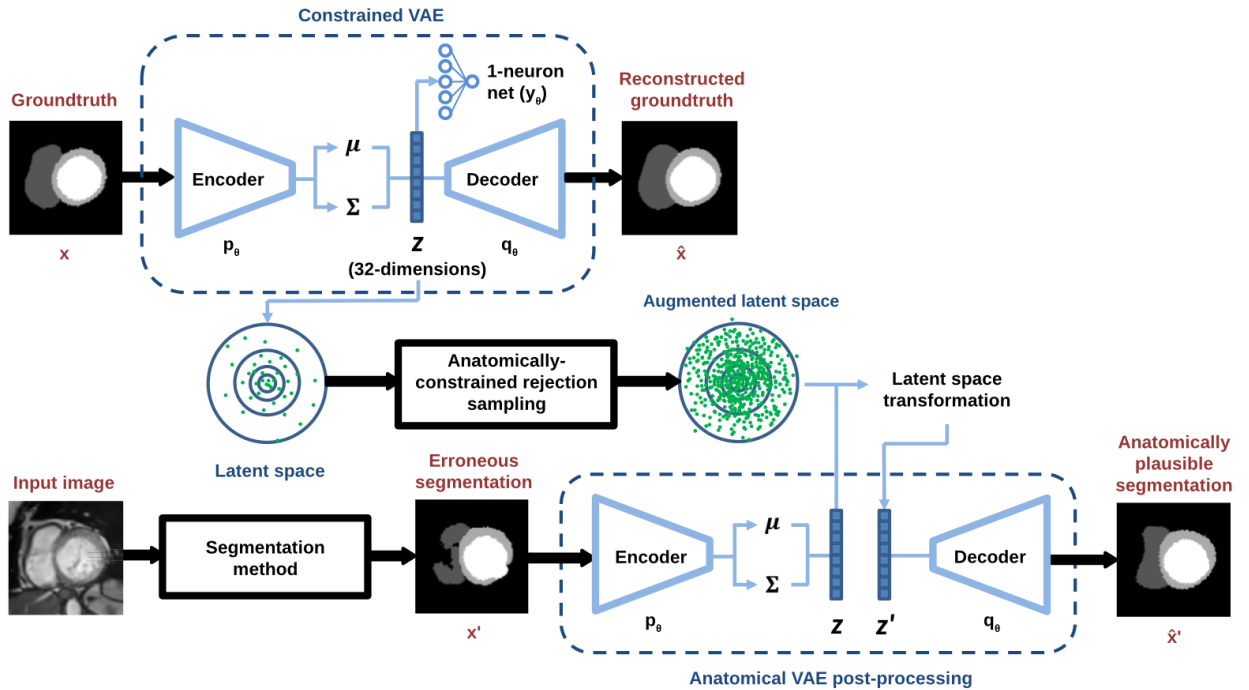 Constrained VAE
Groundtruth
1-neuron
net (yθ)
Reconstructed
groundtruth
Encoder
μ
Σ
Decoder
x
pθ
z
(32-dimensions)
qθ
x̂
Augmented latent space
Anatomically-
constrained rejection
sampling
Latent space
transformation
Latent space
Input image
Erroneous
segmentation
Anatomically
plausible
segmentation
Segmentation
method
Encoder
μ
Σ
Decoder
x'
pθ
z
z'
qθ
x̂'
Anatomical VAE post-processing